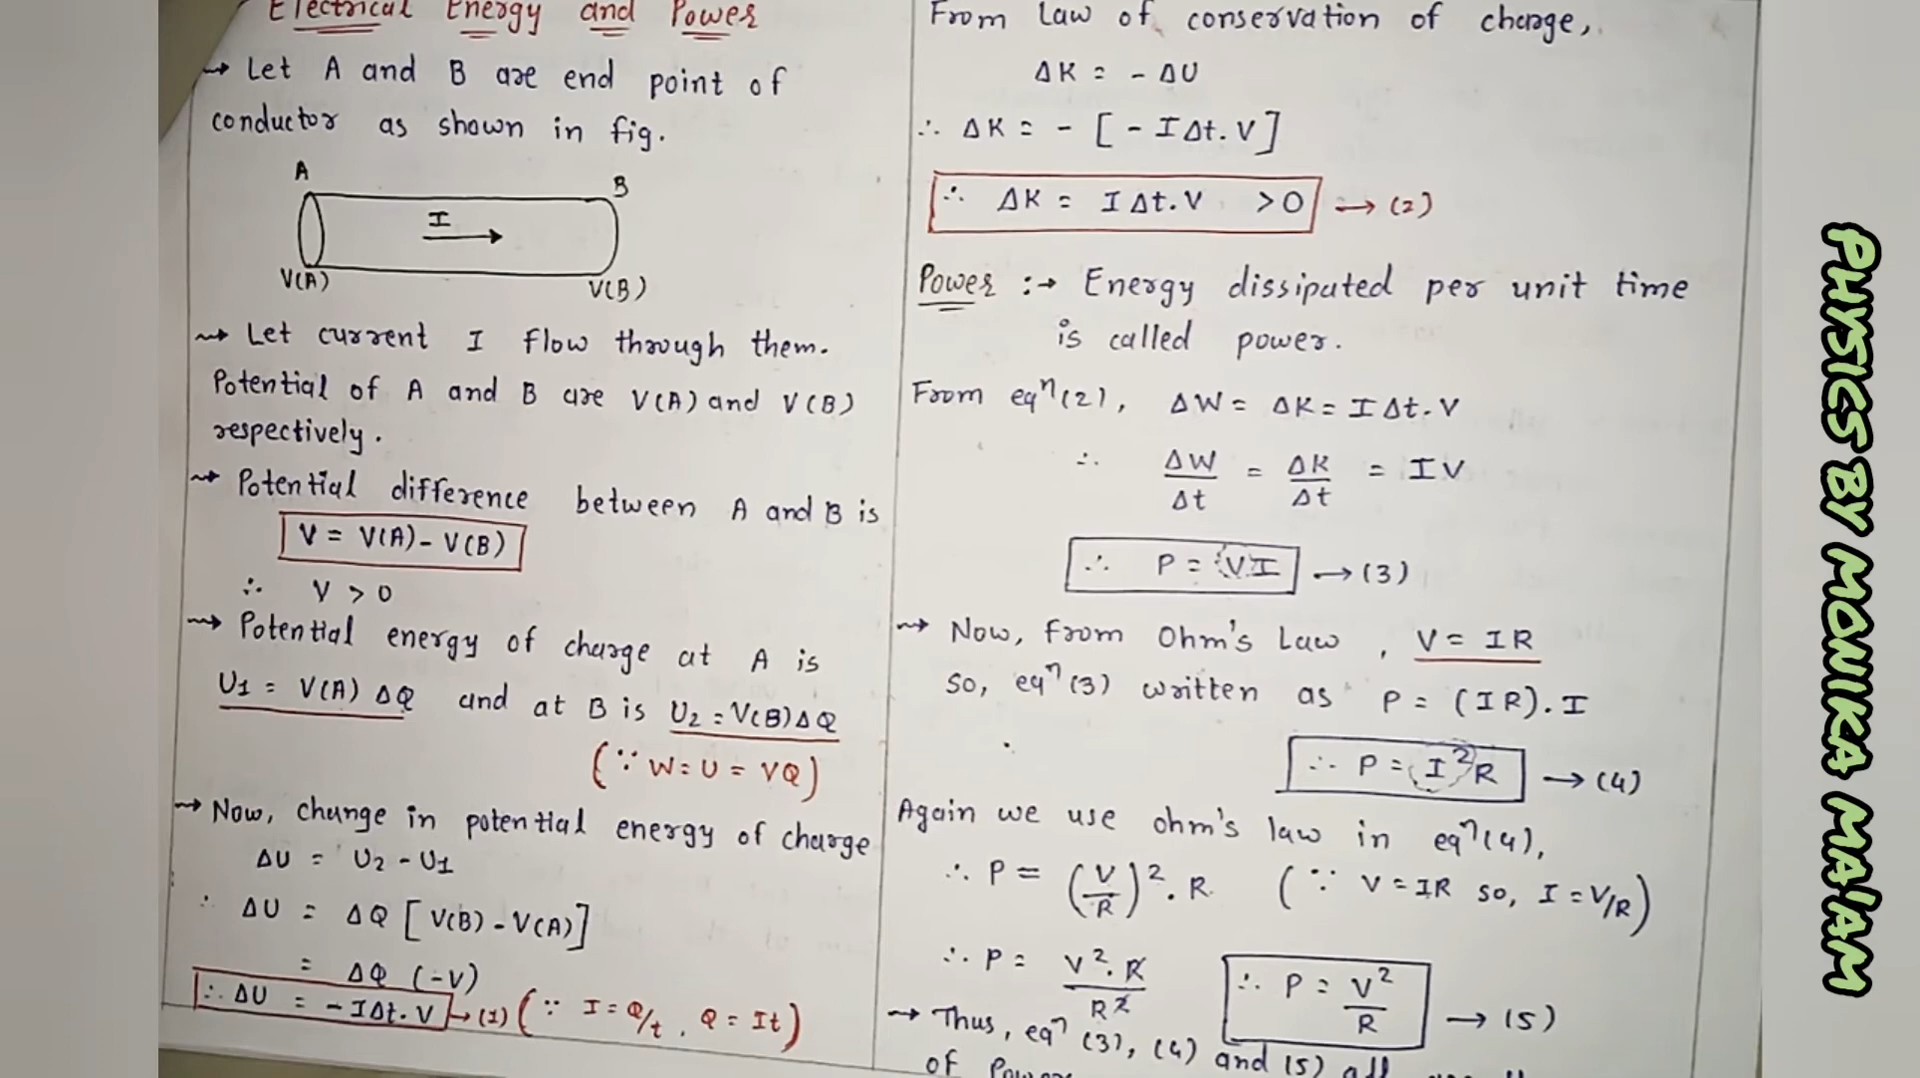 Electrical Energy and Power
⇝ Let A and B are end point of
conductor as shown in fig.
A
B
I
V(A)
V(B)
⇝ Let current I flow through them.
Potential of A and B are V(A) and V(B)
respectively.
⇝ Potential difference between A and B is
V = V(A) - V(B)
∴ V > 0
⇝ Potential energy of charge at A is
U1 = V(A) ΔQ and at B is U2 = V(B) ΔQ
(∵ W = U = VQ)
⇝ Now, change in potential energy of charge
ΔU = U2 - U1
∴ ΔU = ΔQ [V(B) - V(A)]
= ΔQ (-V)
∴ ΔU = - IΔt. V → (1) (∵ I = Q/t, Q = It)
From law of conservation of charge,
ΔK = - ΔU
∴ ΔK = - [- IΔt. V]
∴ ΔK = I Δt. V > 0 → (2)
Power :→ Energy dissipated per unit time
is called power.
From eqⁿ (2), ΔW = ΔK = I Δt. V
∴ ΔW/Δt = ΔK/Δt = IV
∴ P = VI → (3)
⇝ Now, from Ohm's Law, V = IR
so, eqⁿ (3) written as P = (IR). I
∴ P = I²R → (4)
Again we use ohm's law in eqⁿ (4),
∴ P = (V/R)². R (∵ V = IR so, I = V/R)
∴ P = V². R / R² ∴ P = V²/R → (5)
⇝ Thus, eqⁿ (3), (4) and (5) all
of Power
PHYSICS BY MONIKA MA'AM